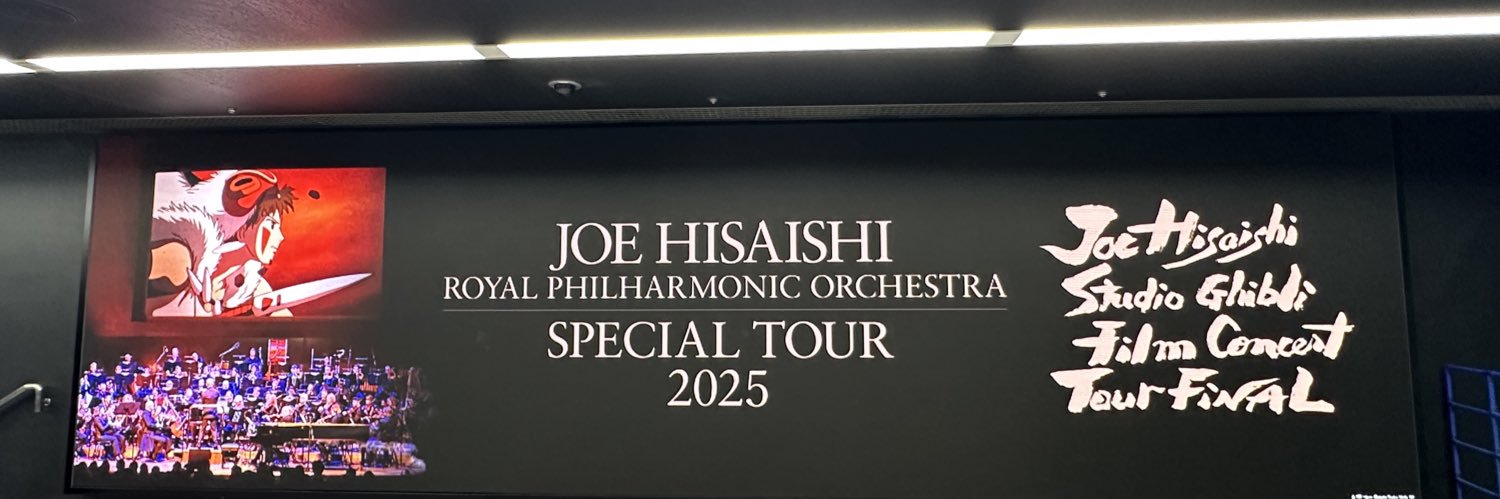 JOE HISAISHI
ROYAL PHILHARMONIC ORCHESTRA
SPECIAL TOUR
2025
Joe Hisaishi
Studio Ghibli
Film Concert
Tour FINAL